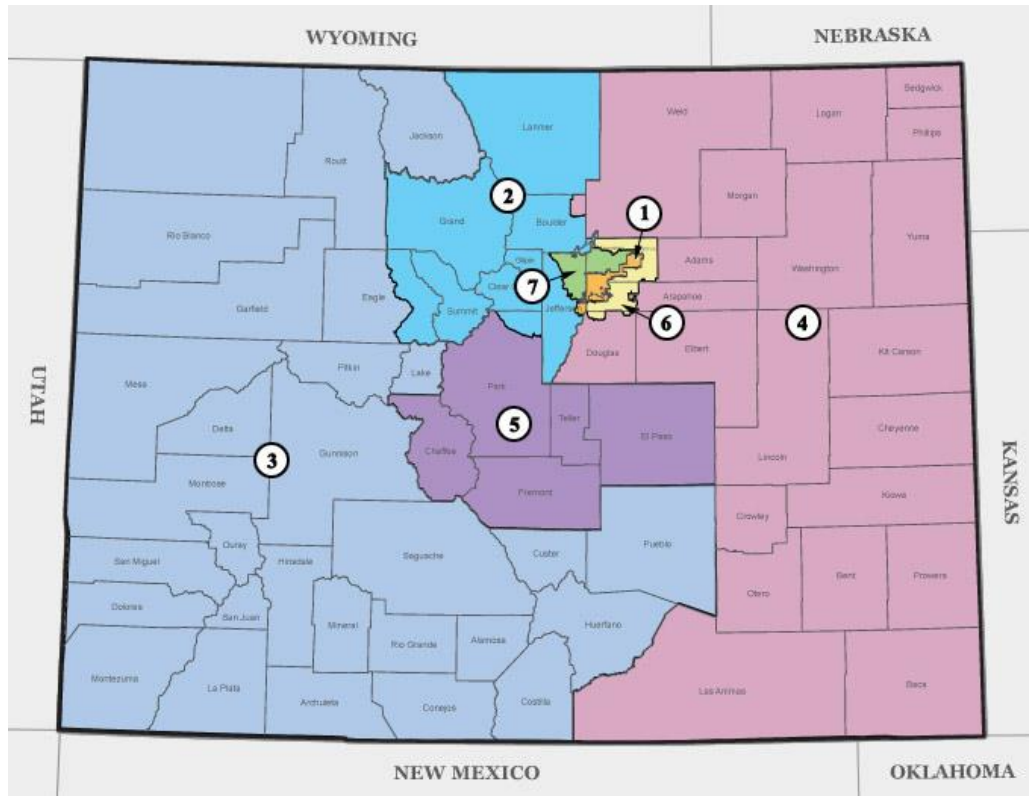 WYOMING
NEBRASKA
Sedgwick
Larimer
Weld
Logan
Phillips
Jackson
Routt
Morgan
2
1
Grand
Boulder
Rio Blanco
Yuma
Adams
Washington
Gilpin
7
Eagle
Clear
Garfield
Summit
Arapahoe
Jefferso
6
4
UTAH
Douglas
Elbert
Kit Carson
Pitkin
Lake
Mesa
Park
5
Teller
Delta
El Paso
Cheyenne
Chaffee
Gunnison
3
Lincoln
KANSAS
Montrose
Fremont
Kiowa
Crowley
Ouray
Pueblo
Saguache
Custer
San Miguel
Hinsdale
Bent
Prowers
Otero
Dolores
San Juan
Mineral
Huerfano
Rio Grande
Alamosa
Montezuma
La Plata
Las Animas
Baca
Archuleta
Conejos
Costilla
NEW MEXICO
OKLAHOMA